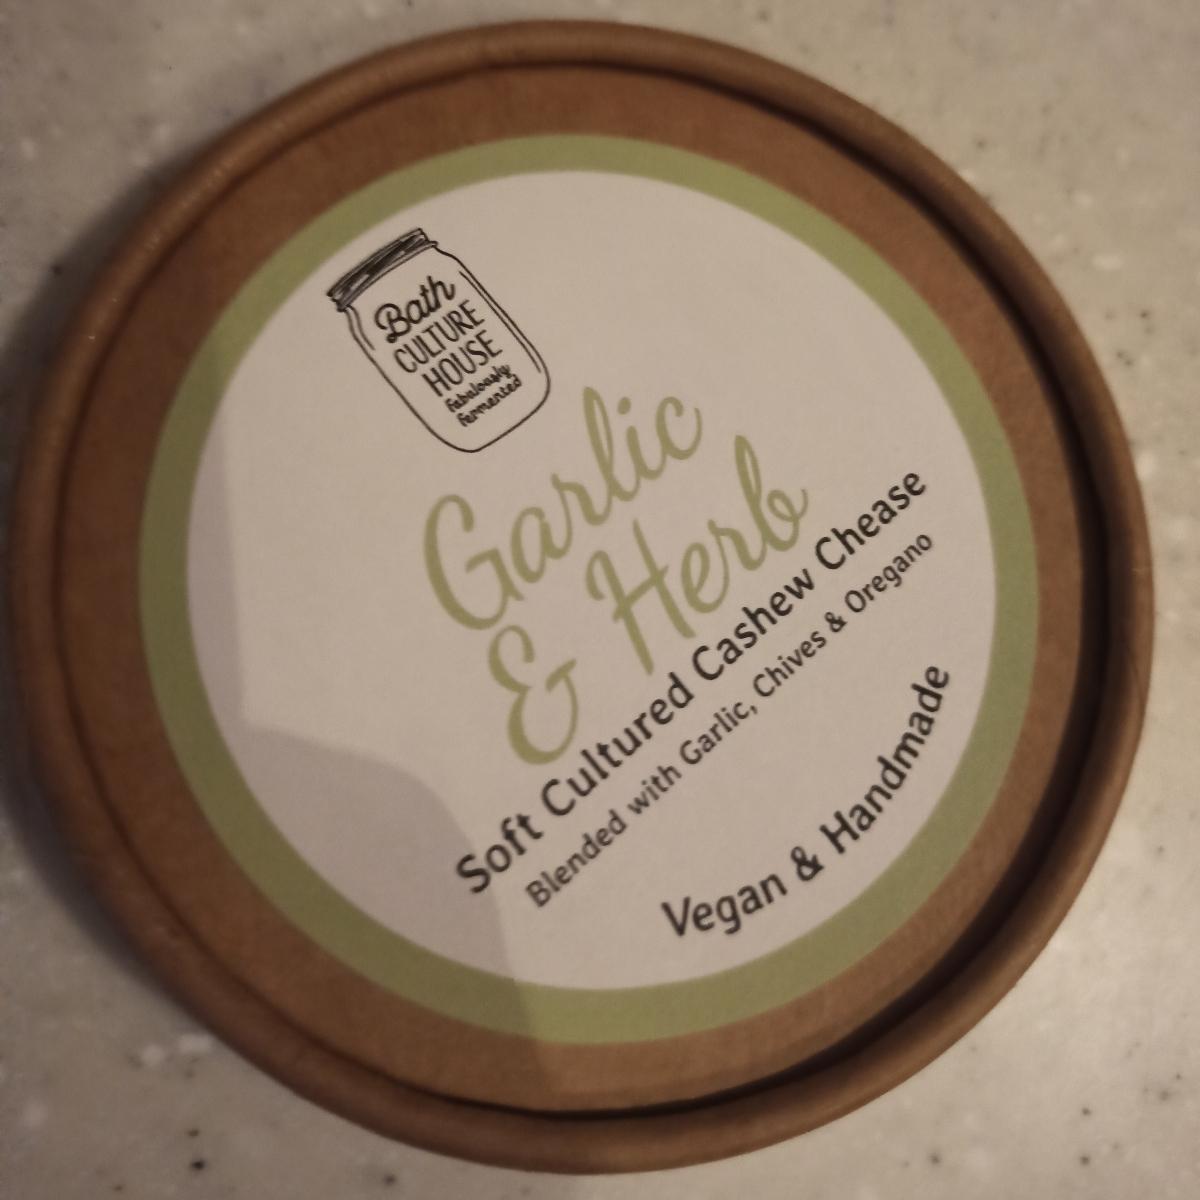 Bath
CULTURE
HOUSE
fabulously
fermented
Garlic
& Herb
Soft Cultured Cashew Chease
Blended with Garlic, Chives & Oregano
Vegan & Handmade